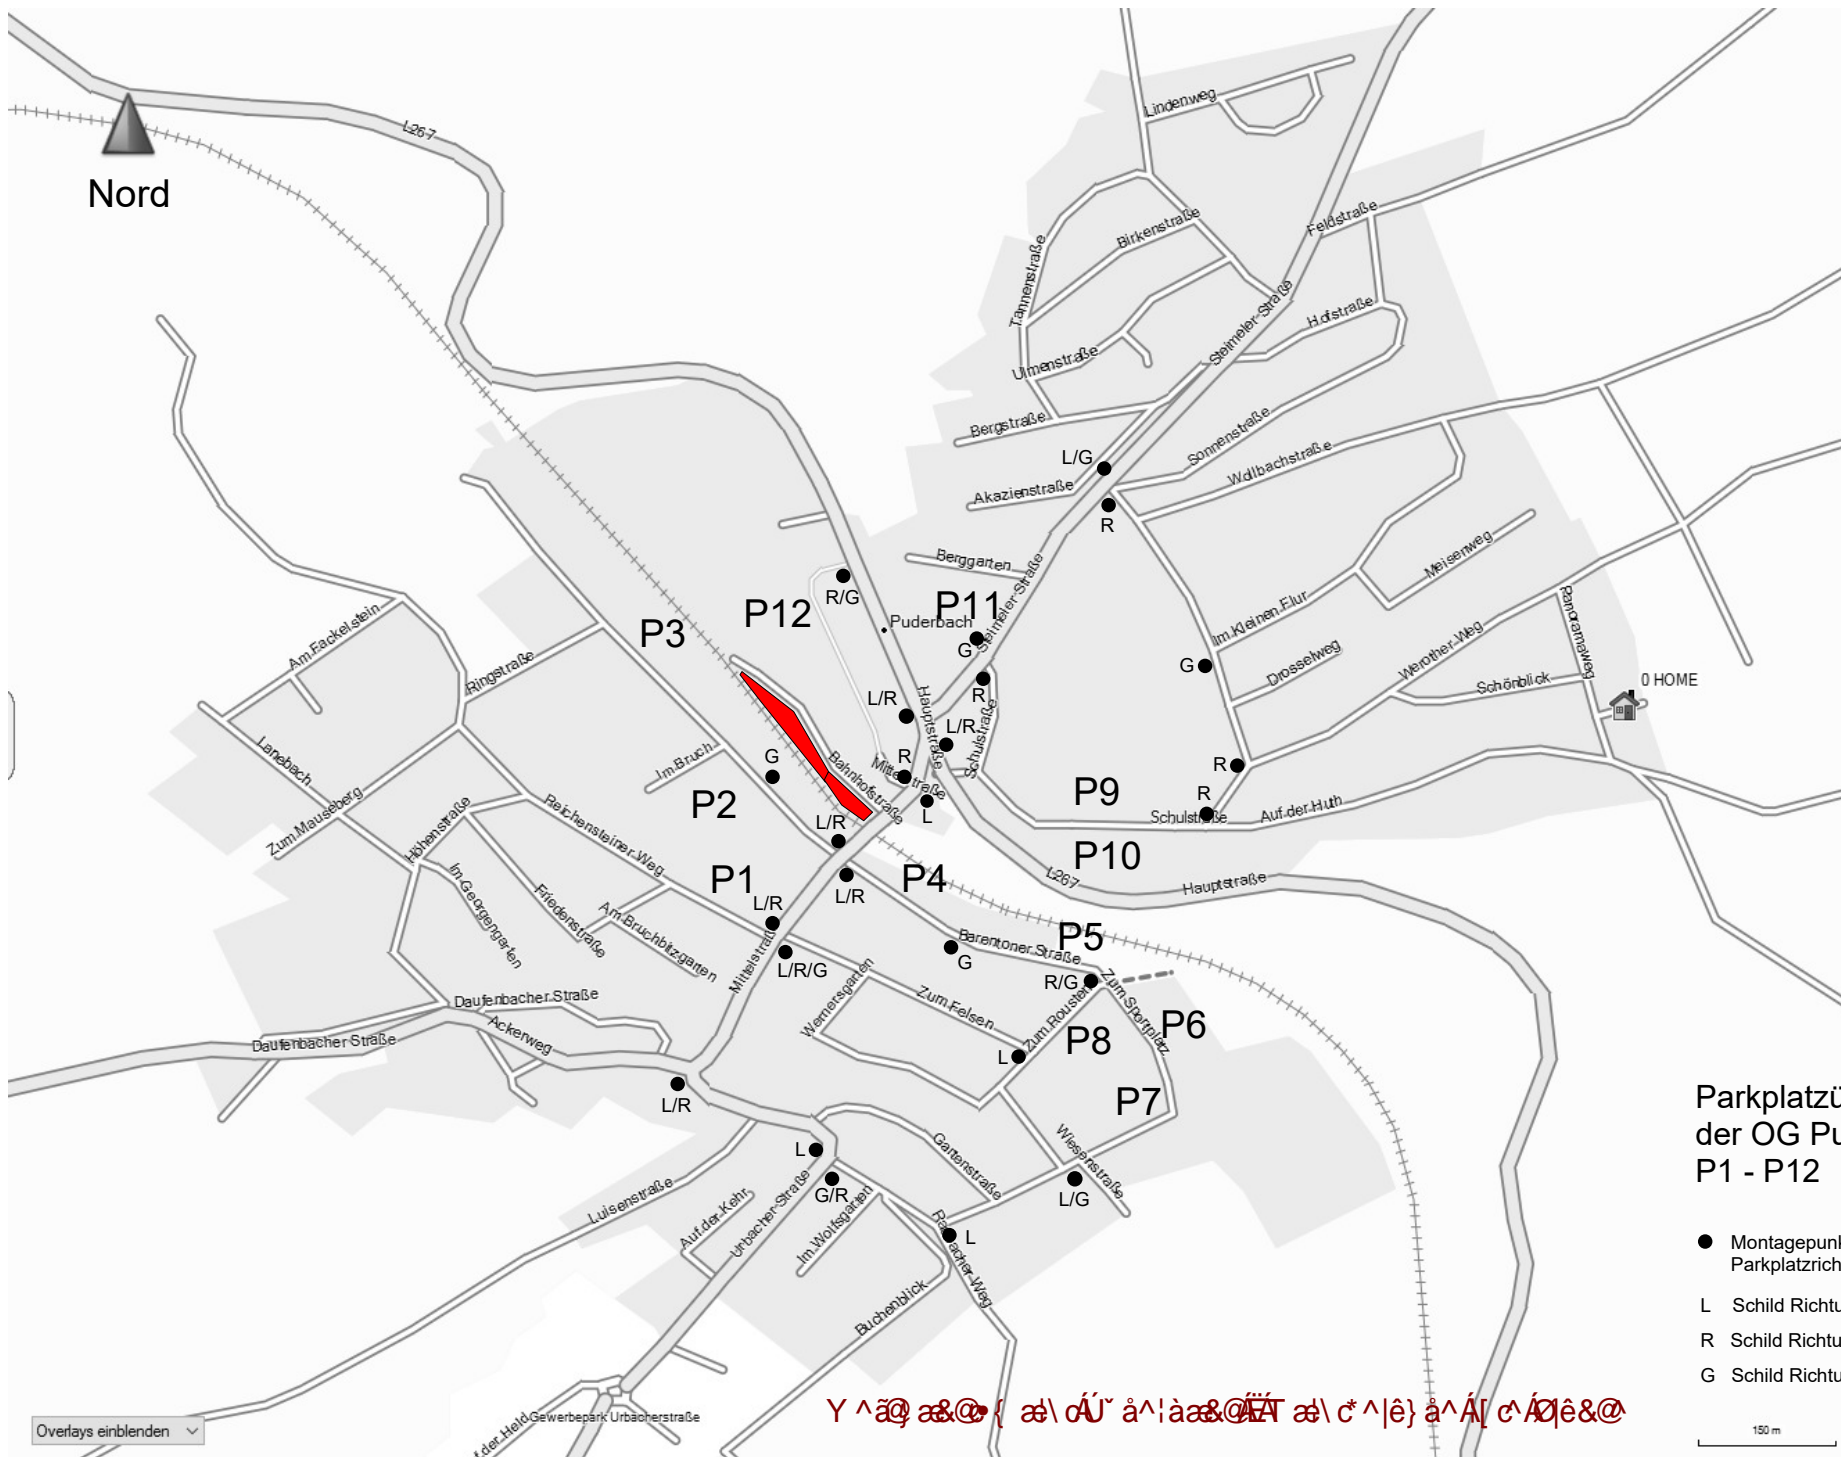 L267
Nord
Lindenweg
Feldstraße
Birkenstraße
Tannenstraße
Hofstraße
Steimeler-Straße
Ulmenstraße
Bergstraße
Sonnenstraße
Wollbachstraße
L/G
Akazienstraße
R
Berggarten
Meisenweg
Steimeler-Straße
R/G
P12
P11
Puderbach
Im Kleinen Flur
Panoramaweg
Am Fackelstein
P3
G
Werother Weg
G
Drosselweg
Ringstraße
Schönblick
0 HOME
L/R
R
Hauptstraße
L/R
Schulstraße
Lanebach
Im Bruch
G
Bahnhofstraße
R
Mittelstraße
R
P9
R
P2
Zum Mauseberg
Höhenstraße
Reichensteiner Weg
L/R
L
Schulstraße
Auf der Huth
P10
P1
L/R
P4
L267
Hauptstraße
Im Georgengarten
Friedenstraße
Am Bruchbitzgarten
L/R
Mittelstraße
L/R/G
Barentoner Straße
P5
G
R/G
Zum Sportplatz
Wernersgarten
Zum Felsen
Daufenbacher Straße
Ackerweg
Daufenbacher Straße
Zum Rousten
P8
P6
L
L/R
P7
Parkplatzü
der OG Pu
P1 - P12
L
Gartenstraße
Wiesenstraße
Luisenstraße
Auf der Kehr
Urbacher-Straße
G/R
Im Wolfsgarten
L/G
L
Montagepunk
Parkplatzrich
Buchenblick
L Schild Richtu
R Schild Richtu
G Schild Richtu
Gewerbepark Urbacherstraße
f der Held
Overlays einblenden
150 m